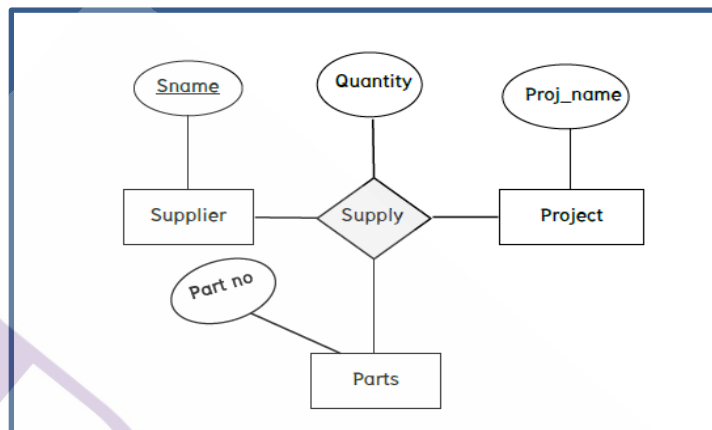 Sname
Quantity
Proj_name
Supplier
Supply
Project
Part no
Parts